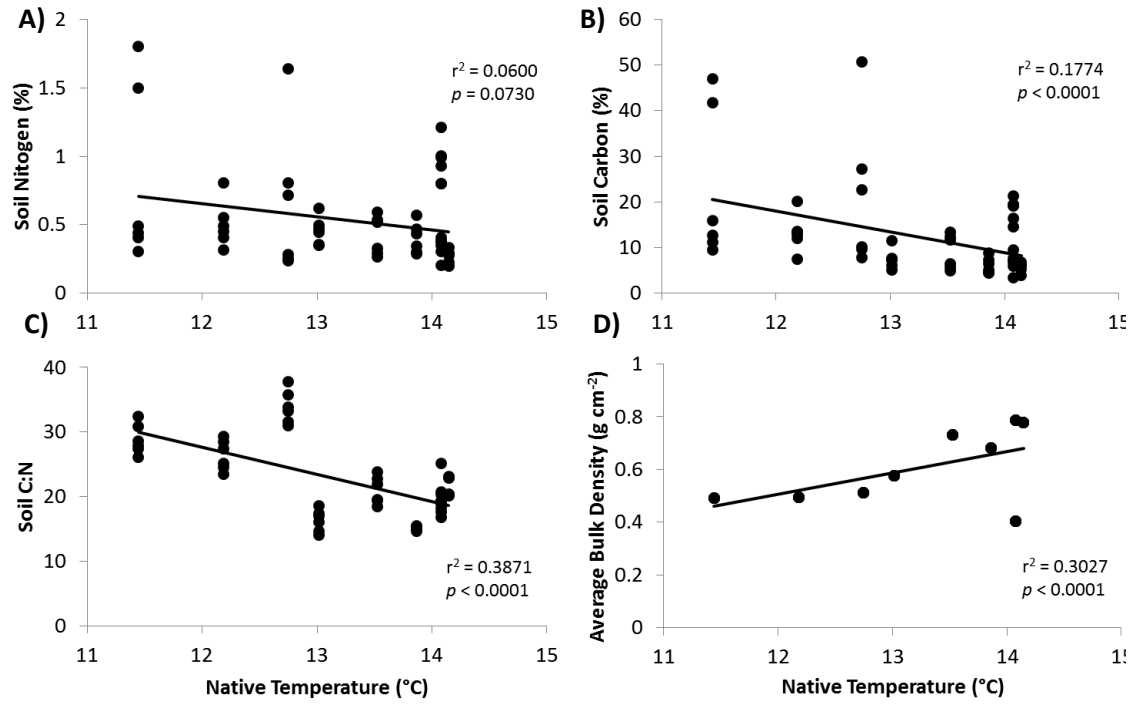 A)
2
1.5
1
0.5
0
Soil Nitogen (%)
r² = 0.0600
p = 0.0730
11 12 13 14 15
B)
60
50
40
30
20
10
0
Soil Carbon (%)
r² = 0.1774
p < 0.0001
11 12 13 14 15
C)
40
30
20
10
0
Soil C:N
r² = 0.3871
p < 0.0001
11 12 13 14 15
Native Temperature (°C)
D)
1
0.8
0.6
0.4
0.2
0
Average Bulk Density (g cm⁻²)
r² = 0.3027
p < 0.0001
11 12 13 14 15
Native Temperature (°C)